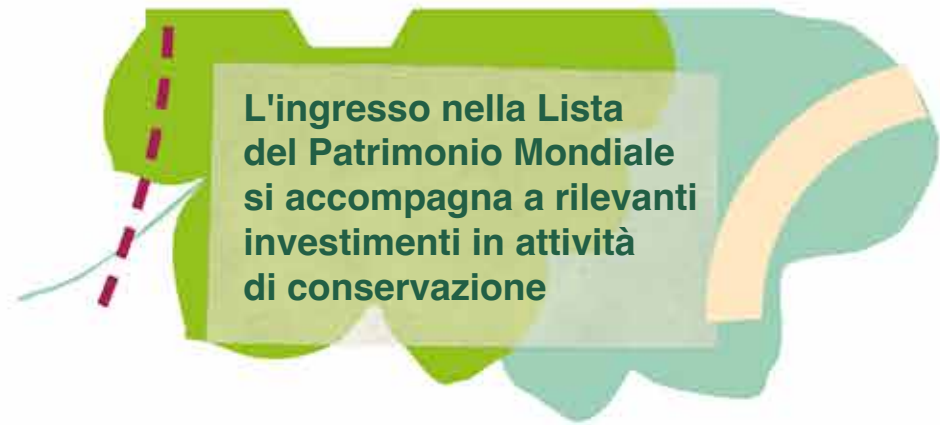 L'ingresso nella Lista
del Patrimonio Mondiale
si accompagna a rilevanti
investimenti in attività
di conservazione